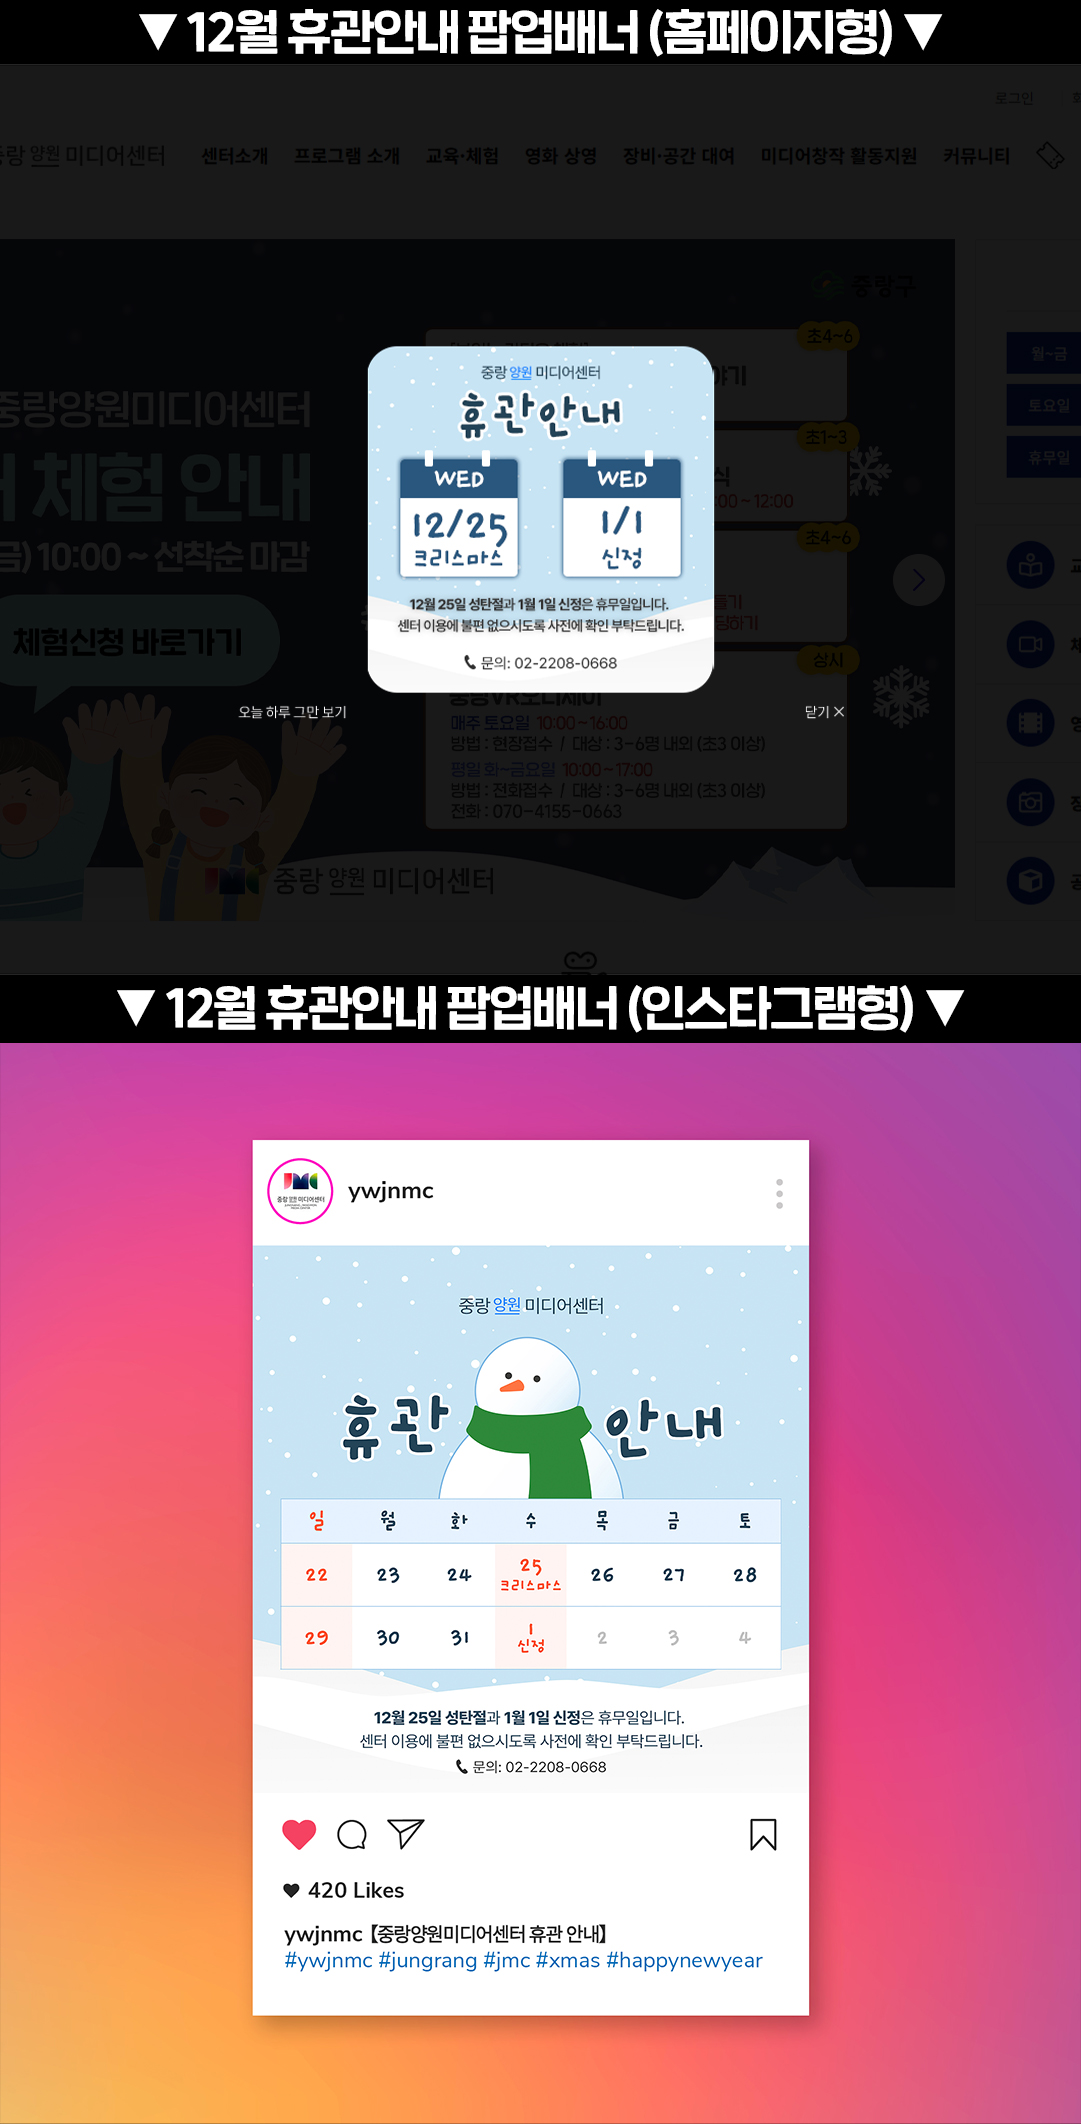 ▼ 12월 휴관안내 팝업배너 (홈페이지형) ▼
로그인
중랑 양원 미디어센터
센터소개 프로그램 소개 교육·체험 영화 상영 장비·공간 대여 미디어창작 활동지원 커뮤니티
중랑구
초4~6
월~금
토요일
휴무일
중랑양원미디어센터
체험 안내
금) 10:00 ~ 선착순 마감
체험신청 바로가기
초1~3
00 ~ 12:00
초4~6
들기
딩하기
상시
중랑 양원 미디어센터
휴관안내
WED
12/25
크리스마스
WED
1/1
신정
12월 25일 성탄절과 1월 1일 신정은 휴무일입니다.
센터 이용에 불편 없으시도록 사전에 확인 부탁드립니다.
문의: 02-2208-0668
오늘 하루 그만 보기
닫기 ×
매주 토요일 10:00 ~ 16:00
방법 : 현장접수 / 대상 : 3-6명 내외 (초3 이상)
평일 화~금요일 10:00 ~ 17:00
방법 : 전화접수 / 대상 : 3-6명 내외 (초3 이상)
전화 : 070-4155-0663
중랑 양원 미디어센터
▼ 12월 휴관안내 팝업배너 (인스타그램형) ▼
JMC
중랑 양원 미디어센터
ywjnmc
중랑 양원 미디어센터
휴관 안내
일 월 화 수 목 금 토
22 23 24 25 26 27 28
크리스마스
29 30 31 1 2 3 4
신정
12월 25일 성탄절과 1월 1일 신정은 휴무일입니다.
센터 이용에 불편 없으시도록 사전에 확인 부탁드립니다.
문의: 02-2208-0668
420 Likes
ywjnmc 【중랑양원미디어센터 휴관 안내】
#ywjnmc #jungrang #jmc #xmas #happynewyear